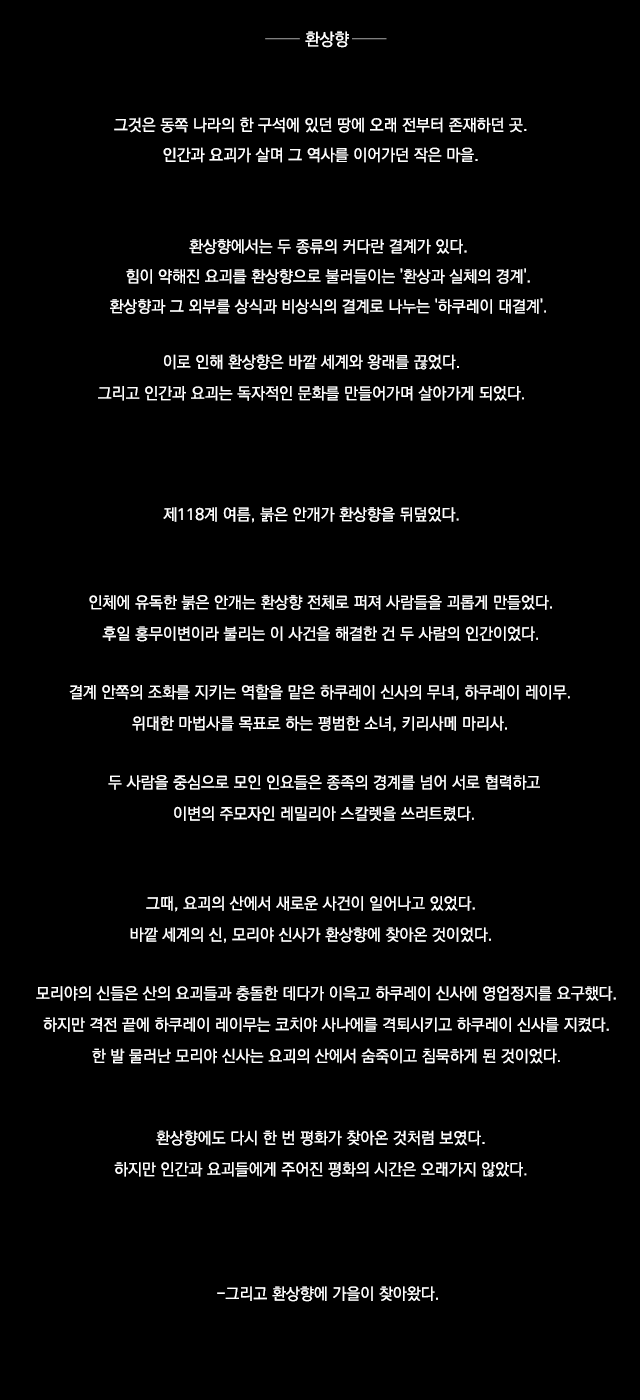 환상향
그것은 동쪽 나라의 한 구석에 있던 땅에 오래 전부터 존재하던 곳.
인간과 요괴가 살며 그 역사를 이어가던 작은 마을.
환상향에서는 두 종류의 커다란 결계가 있다.
힘이 약해진 요괴를 환상향으로 불러들이는 '환상과 실체의 경계'.
환상향과 그 외부를 상식과 비상식의 결계로 나누는 '하쿠레이 대결계'.
이로 인해 환상향은 바깥 세계와 왕래를 끊었다.
그리고 인간과 요괴는 독자적인 문화를 만들어가며 살아가게 되었다.
제118계 여름, 붉은 안개가 환상향을 뒤덮었다.
인체에 유독한 붉은 안개는 환상향 전체로 퍼져 사람들을 괴롭게 만들었다.
후일 홍무이변이라 불리는 이 사건을 해결한 건 두 사람의 인간이었다.
결계 안쪽의 조화를 지키는 역할을 맡은 하쿠레이 신사의 무녀, 하쿠레이 레이무.
위대한 마법사를 목표로 하는 평범한 소녀, 키리사메 마리사.
두 사람을 중심으로 모인 인요들은 종족의 경계를 넘어 서로 협력하고
이변의 주모자인 레밀리아 스칼렛을 쓰러트렸다.
그때, 요괴의 산에서 새로운 사건이 일어나고 있었다.
바깥 세계의 신, 모리야 신사가 환상향에 찾아온 것이었다.
모리야의 신들은 산의 요괴들과 충돌한 데다가 이윽고 하쿠레이 신사에 영업정지를 요구했다.
하지만 격전 끝에 하쿠레이 레이무는 코치야 사나에를 격퇴시키고 하쿠레이 신사를 지켰다.
한 발 물러난 모리야 신사는 요괴의 산에서 숨죽이고 침묵하게 된 것이었다.
환상향에도 다시 한 번 평화가 찾아온 것처럼 보였다.
하지만 인간과 요괴들에게 주어진 평화의 시간은 오래가지 않았다.
-그리고 환상향에 가을이 찾아왔다.